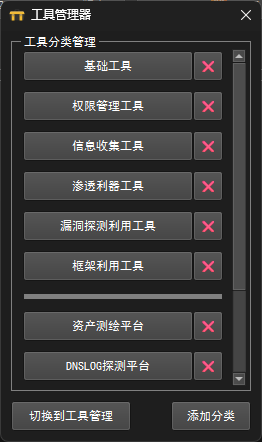 工具管理器
工具分类管理
基础工具
权限管理工具
信息收集工具
渗透利器工具
漏洞探测利用工具
框架利用工具
资产测绘平台
DNSLOG探测平台
切换到工具管理
添加分类